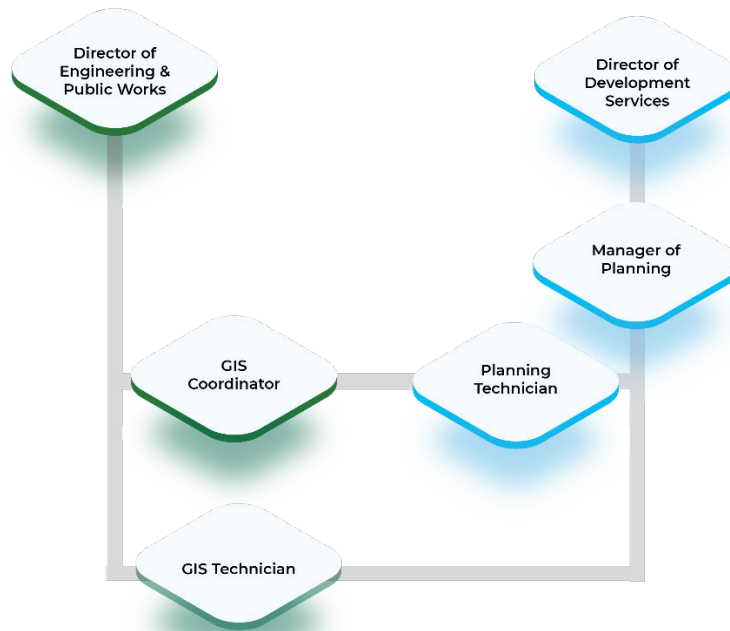 Director of
Engineering &
Public Works
Director of
Development
Services
Manager of
Planning
GIS
Coordinator
Planning
Technician
GIS Technician